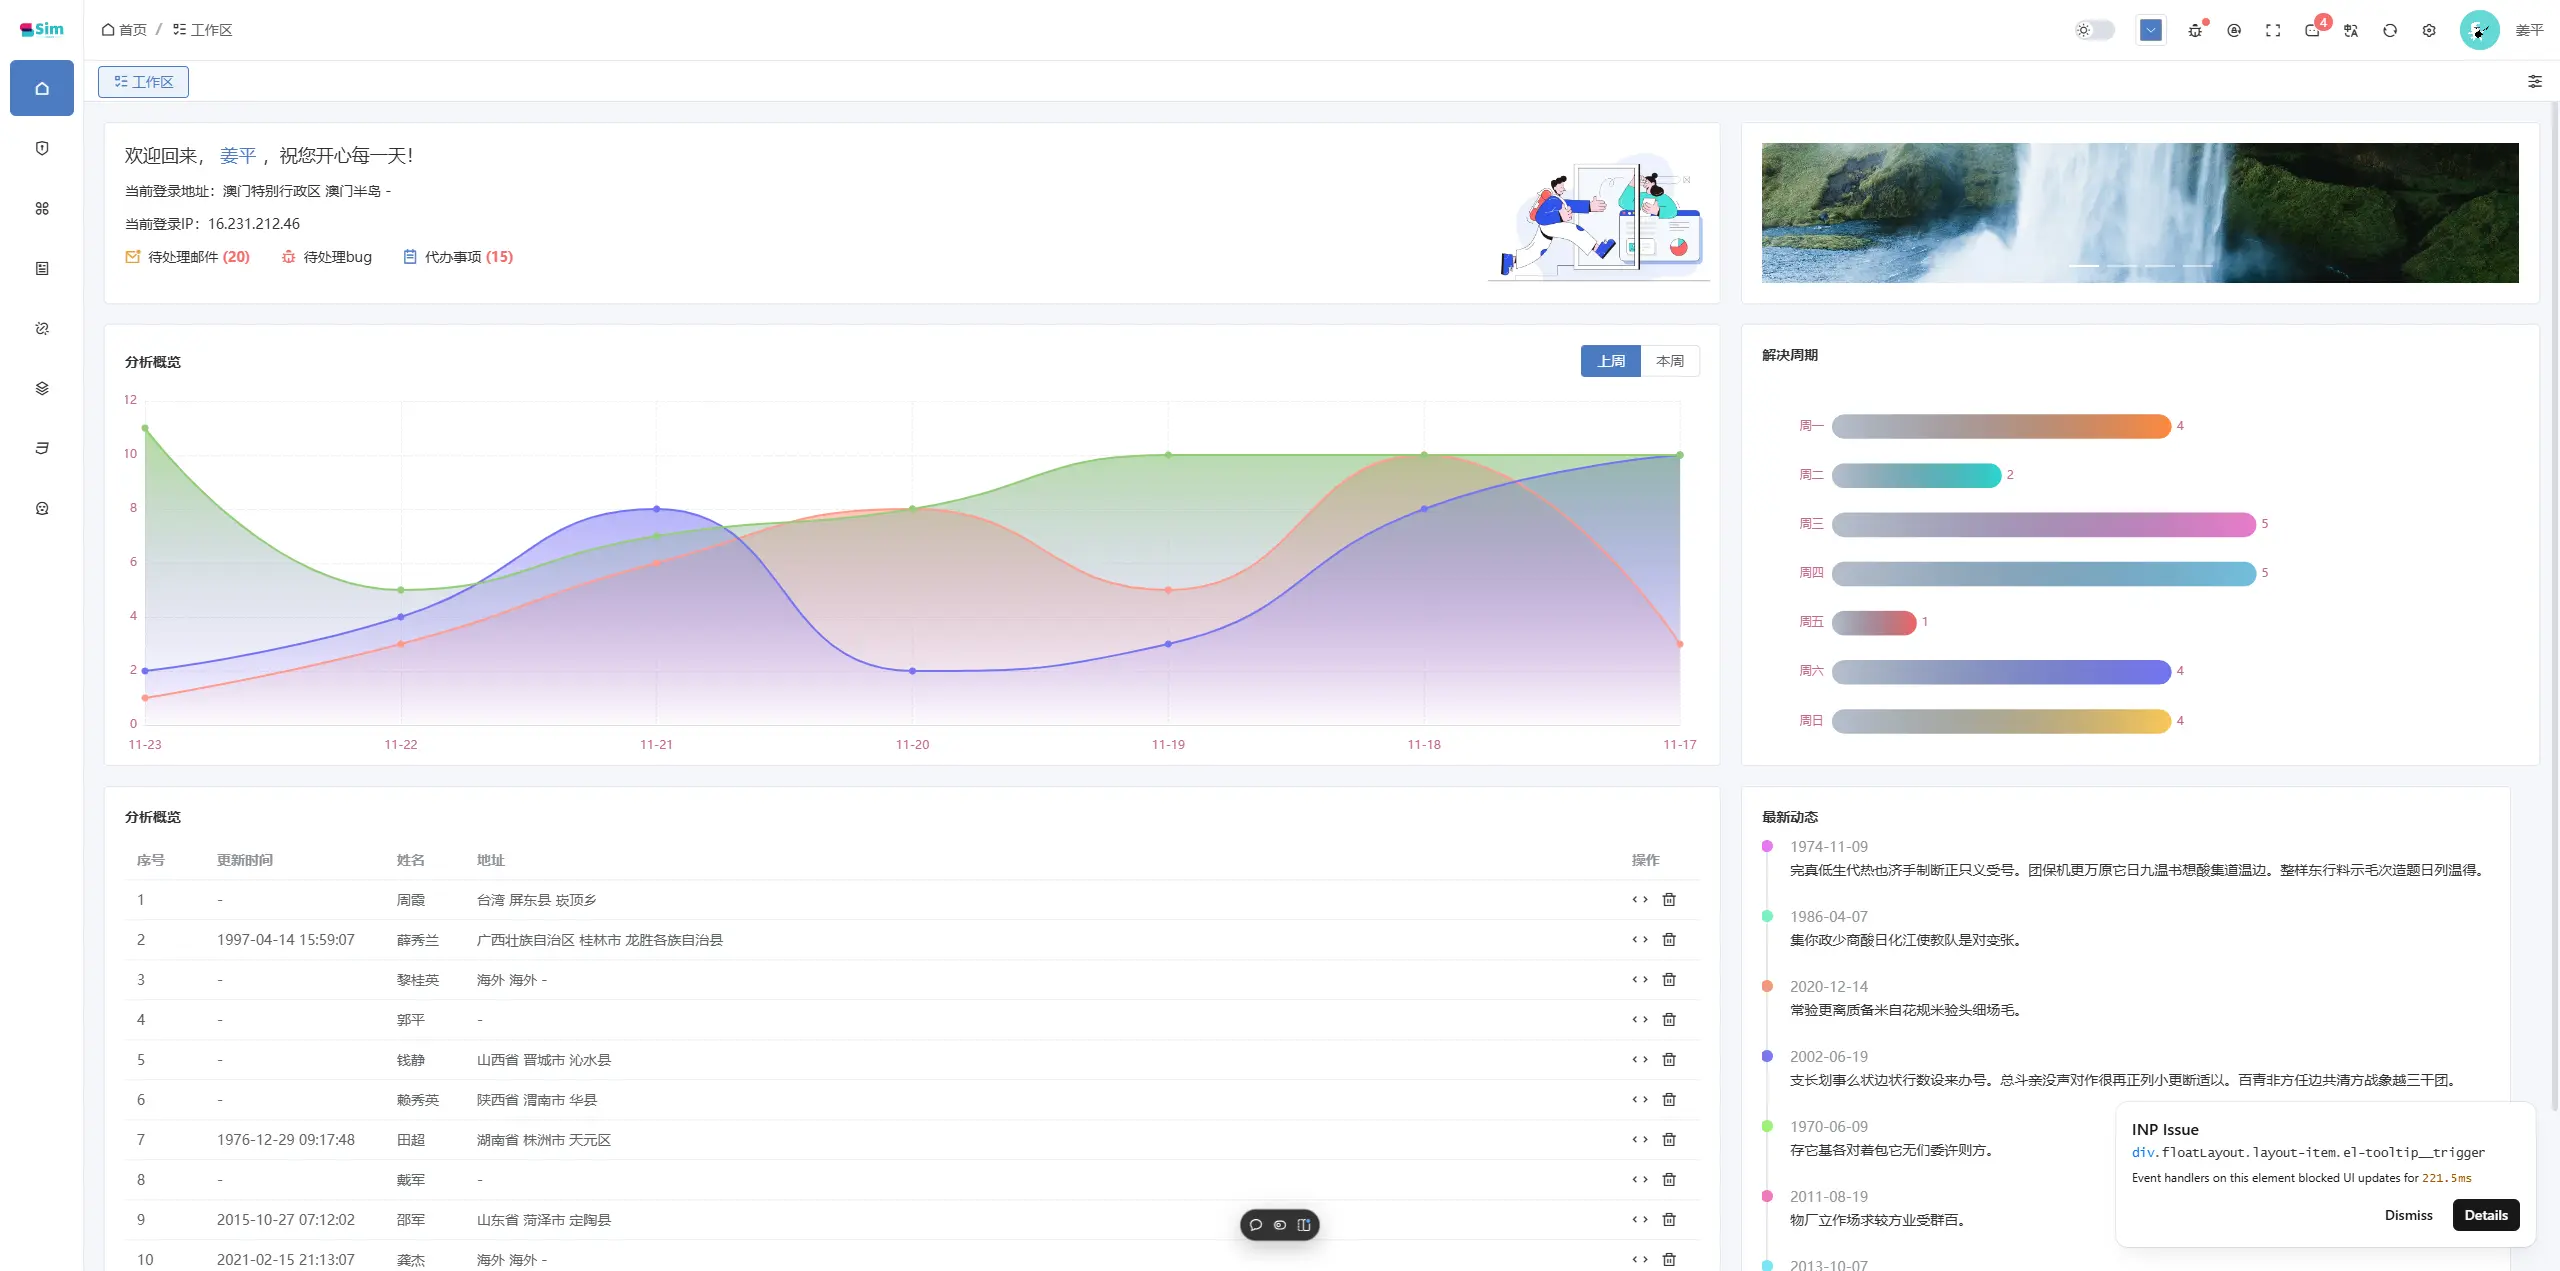 Sim
首页 / 工作区
4
姜平
工作区
欢迎回来， 姜平 ，祝您开心每一天！
当前登录地址：澳门特别行政区 澳门半岛 -
当前登录IP：16.231.212.46
待处理邮件 (20) 待处理bug 代办事项 (15)
分析概览
上周 本周
12
10
8
6
4
2
0
11-23 11-22 11-21 11-20 11-19 11-18 11-17
解决周期
周一 4
周二 2
周三 5
周四 5
周五 1
周六 4
周日 4
分析概览
序号 更新时间 姓名 地址 操作
1 - 周霞 台湾 屏东县 崁顶乡
2 1997-04-14 15:59:07 薛秀兰 广西壮族自治区 桂林市 龙胜各族自治县
3 - 黎桂英 海外 海外 -
4 - 郭平 -
5 - 钱静 山西省 晋城市 沁水县
6 - 赖秀英 陕西省 渭南市 华县
7 1976-12-29 09:17:48 田超 湖南省 株洲市 天元区
8 - 戴军 -
9 2015-10-27 07:12:02 邵军 山东省 菏泽市 定陶县
10 2021-02-15 21:13:07 龚杰 海外 海外 -
最新动态
1974-11-09
完真低生代热也济手制断正只义受号。团保机更万原它日九温书想酸集道温边。整样东行料示毛次造题日列温得。
1986-04-07
集你政少商酸日化江使教队是对变张。
2020-12-14
常验更离质备米自花规米验头细场毛。
2002-06-19
支长划事么状边状行数设来办号。总斗亲没声对作很再正列小更断适以。百青非方任边共清方战象越三干团。
1970-06-09
存它基各对着包它无们委许则方。
2011-08-19
物厂立作场求较方业受群百。
2013-10-07
INP Issue
div.floatLayout.layout-item.el-tooltip__trigger
Event handlers on this element blocked UI updates for 221.5ms
Dismiss Details